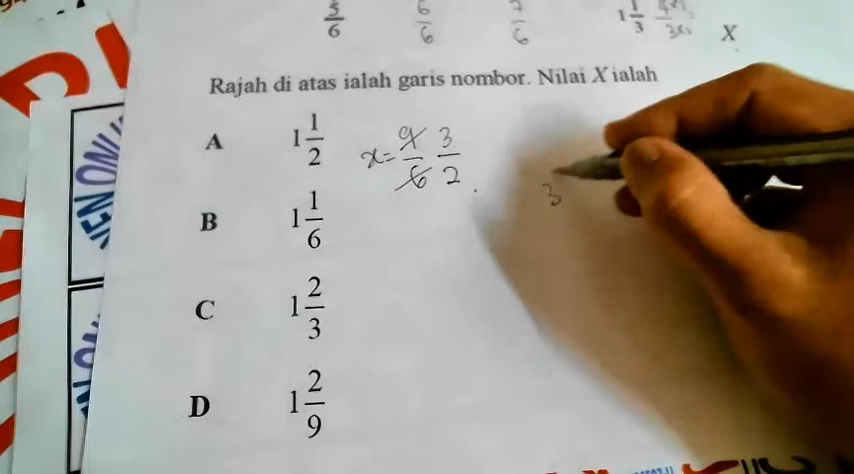 5/6 6/6 7/6 1 1/3 X
Rajah di atas ialah garis nombor. Nilai X ialah
A 1 1/2 x = 9/6 3/2
3
B 1 1/6
C 1 2/3
D 1 2/9